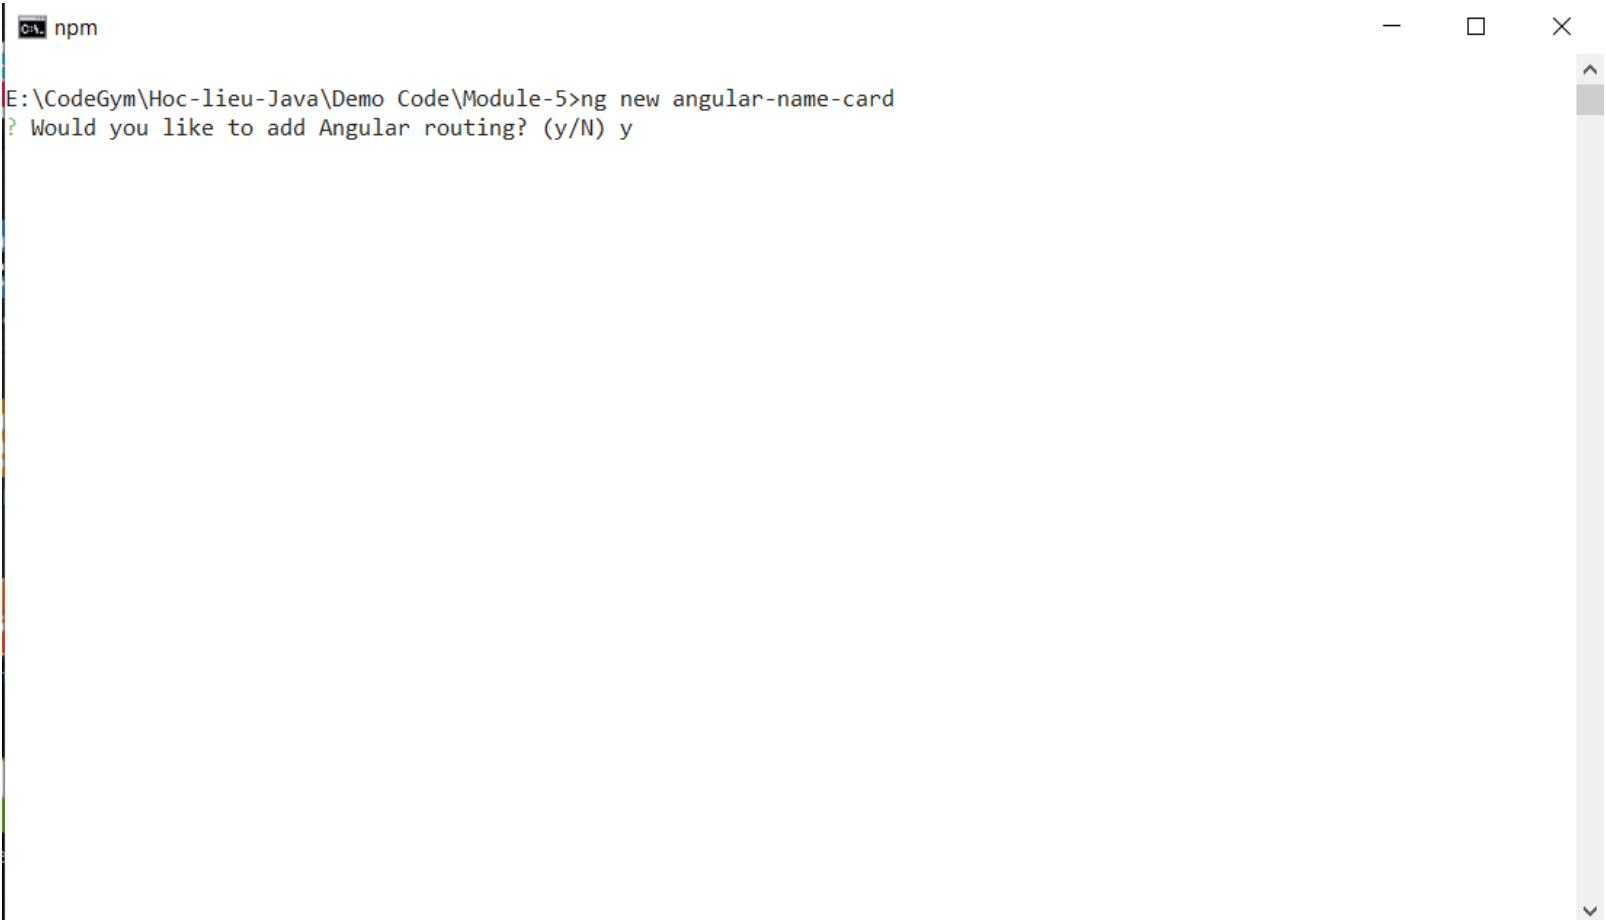 npm
E:\CodeGym\Hoc-lieu-Java\Demo Code\Module-5>ng new angular-name-card
? Would you like to add Angular routing? (y/N) y